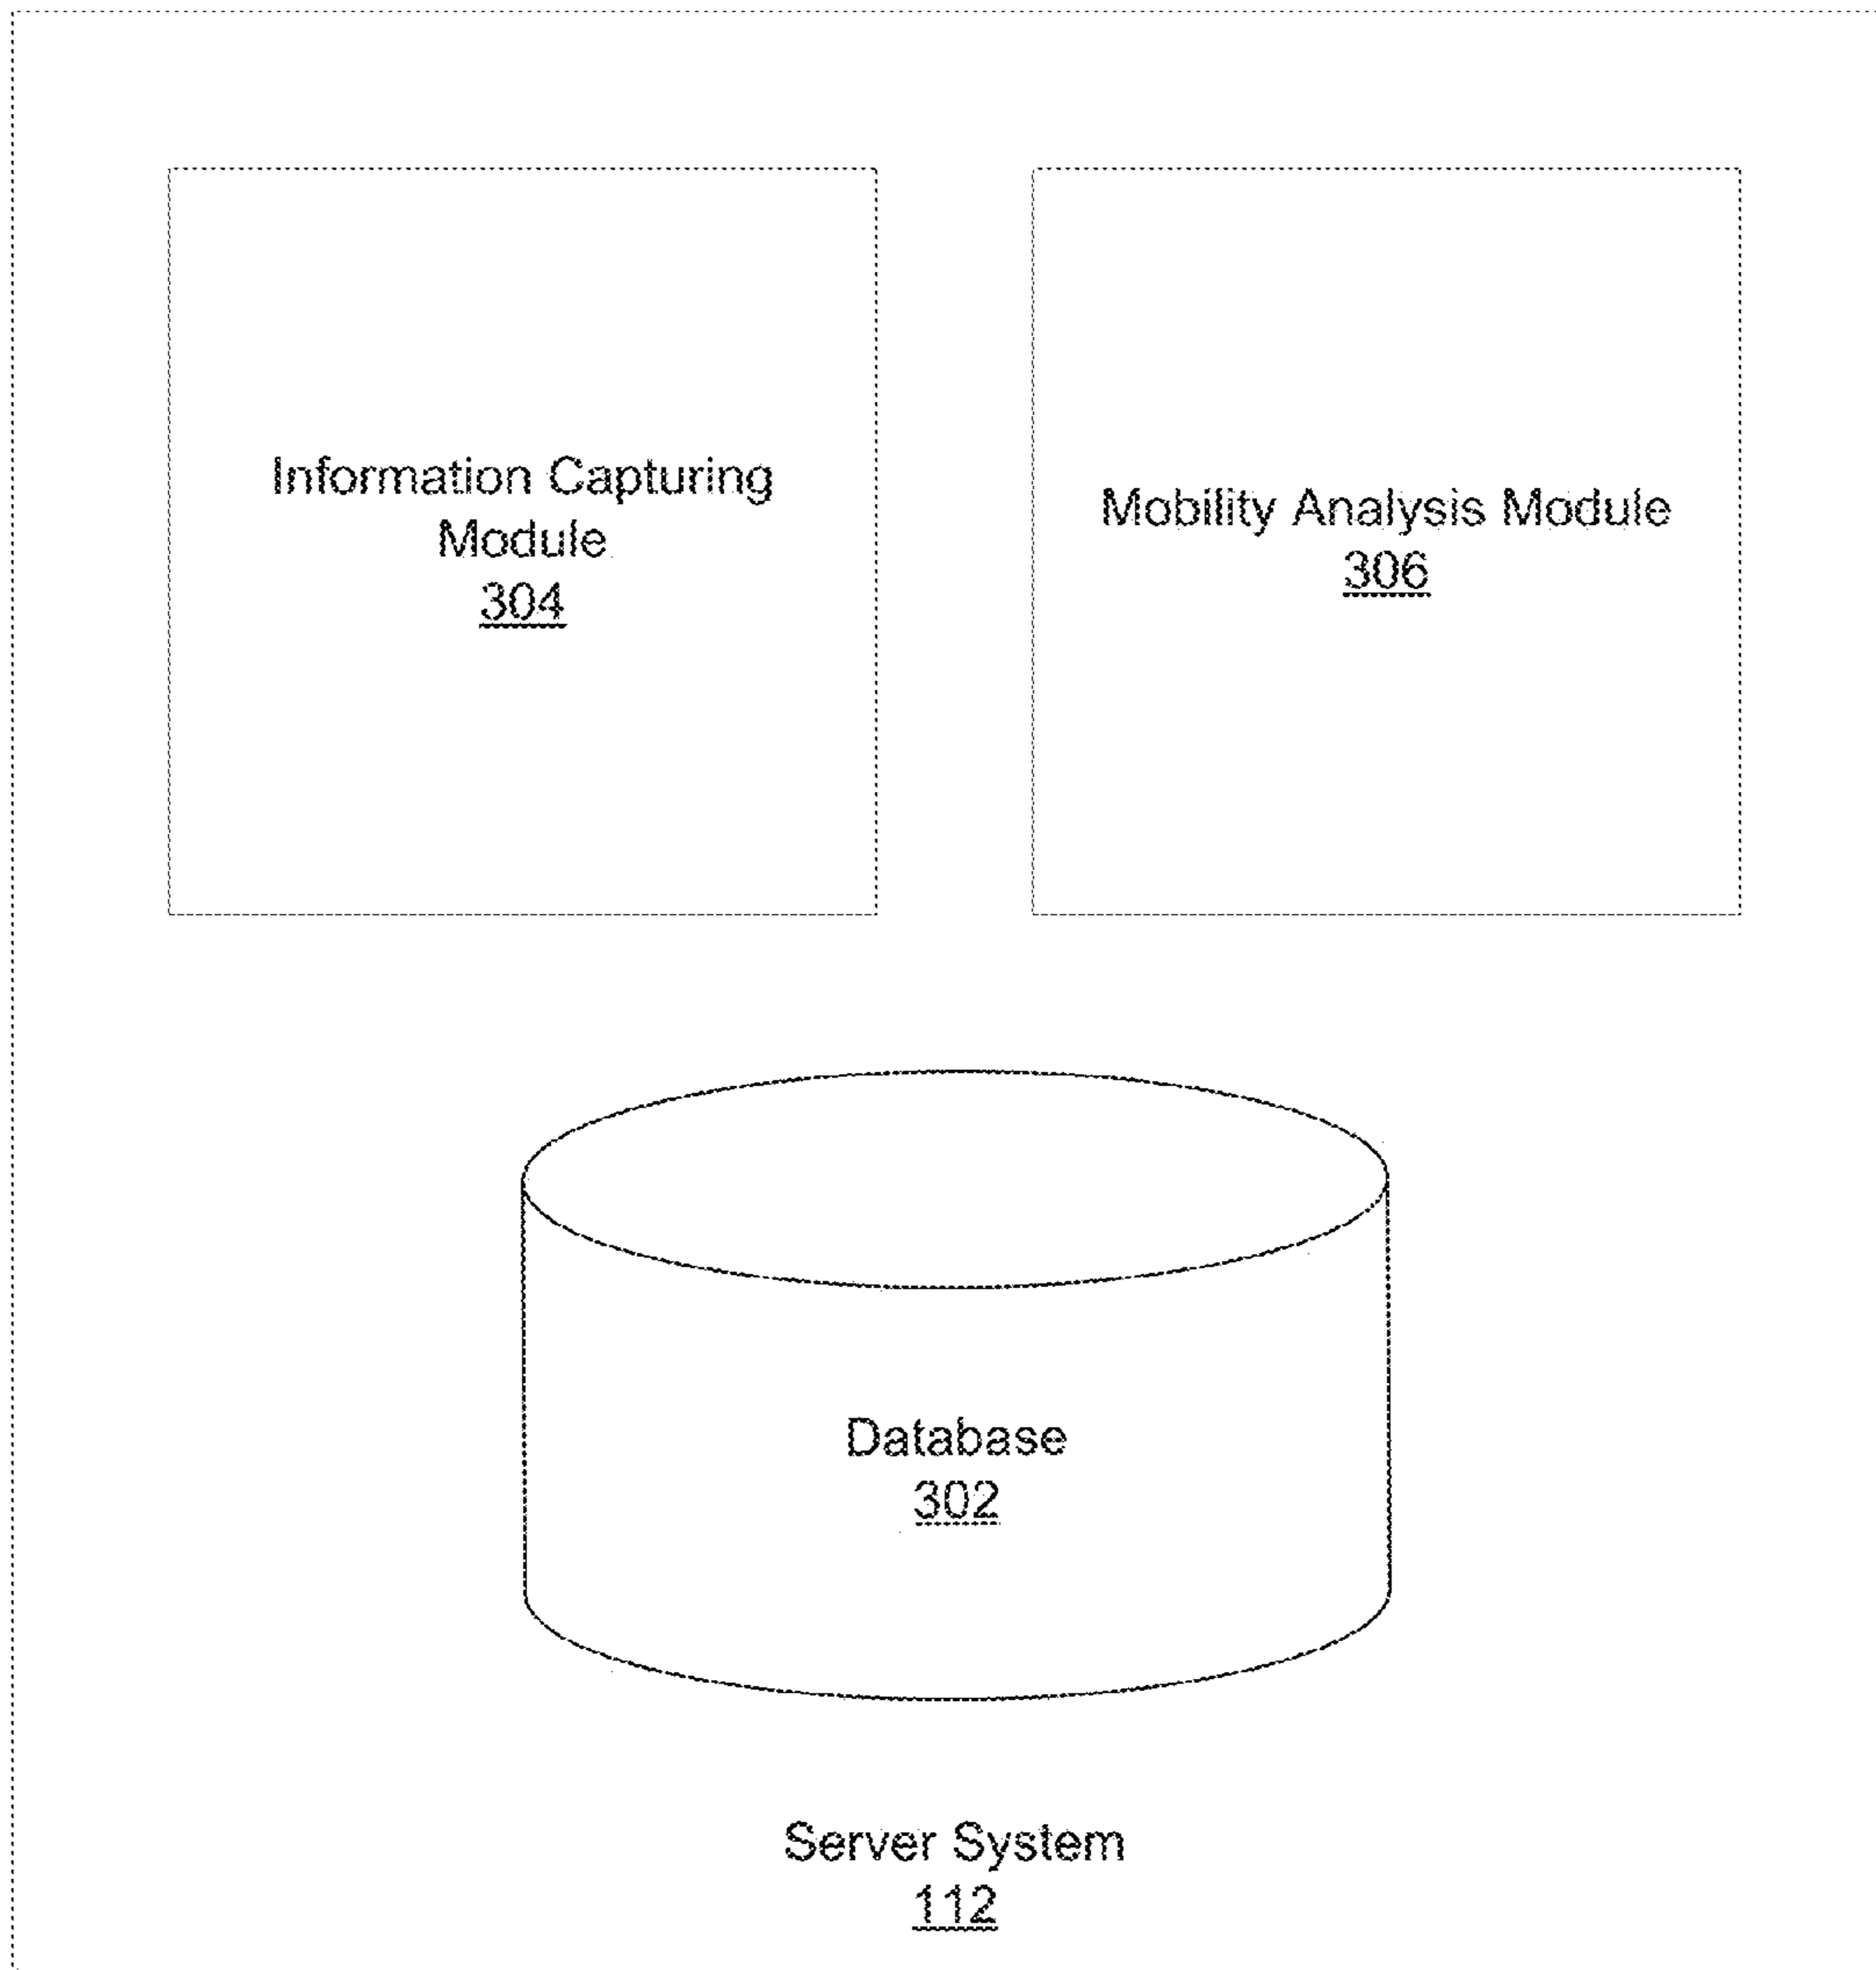 Information Capturing
Module
304
Mobility Analysis Module
306
Database
302
Server System
112